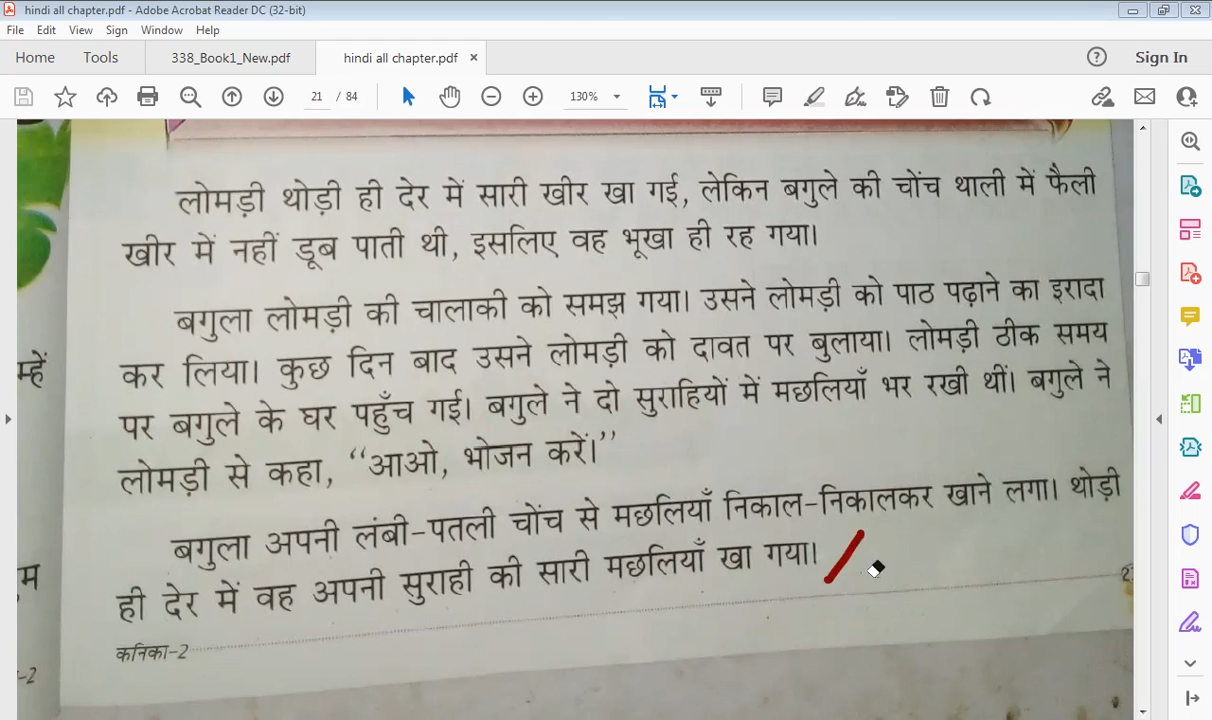 hindi all chapter.pdf - Adobe Acrobat Reader DC (32-bit)
File Edit View Sign Window Help
Home Tools 338_Book1_New.pdf hindi all chapter.pdf × Sign In
21 / 84 130%
लोमड़ी थोड़ी ही देर में सारी खीर खा गई, लेकिन बगुले की चोंच थाली में फैली
खीर में नहीं डूब पाती थी, इसलिए वह भूखा ही रह गया।
बगुला लोमड़ी की चालाकी को समझ गया। उसने लोमड़ी को पाठ पढ़ाने का इरादा
कर लिया। कुछ दिन बाद उसने लोमड़ी को दावत पर बुलाया। लोमड़ी ठीक समय
पर बगुले के घर पहुँच गई। बगुले ने दो सुराहियों में मछलियाँ भर रखी थीं। बगुले ने
लोमड़ी से कहा, “आओ, भोजन करें।”
बगुला अपनी लंबी-पतली चोंच से मछलियाँ निकाल-निकालकर खाने लगा। थोड़ी
ही देर में वह अपनी सुराही की सारी मछलियाँ खा गया।
कनिका-2
म्हें
-2